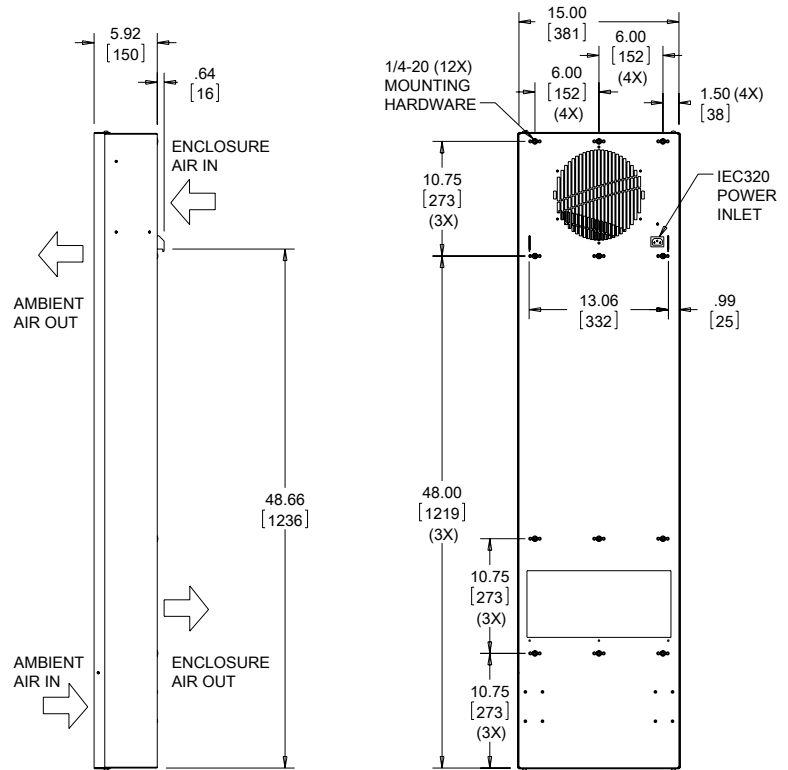 5.92
[150]
.64
[16]
ENCLOSURE
AIR IN
AMBIENT
AIR OUT
48.66
[1236]
AMBIENT
AIR IN
ENCLOSURE
AIR OUT
15.00
[381]
6.00
[152]
(4X)
1/4-20 (12X)
MOUNTING
HARDWARE
6.00
[152]
(4X)
1.50 (4X)
[38]
10.75
[273]
(3X)
IEC320
POWER
INLET
13.06
[332]
.99
[25]
48.00
[1219]
(3X)
10.75
[273]
(3X)
10.75
[273]
(3X)